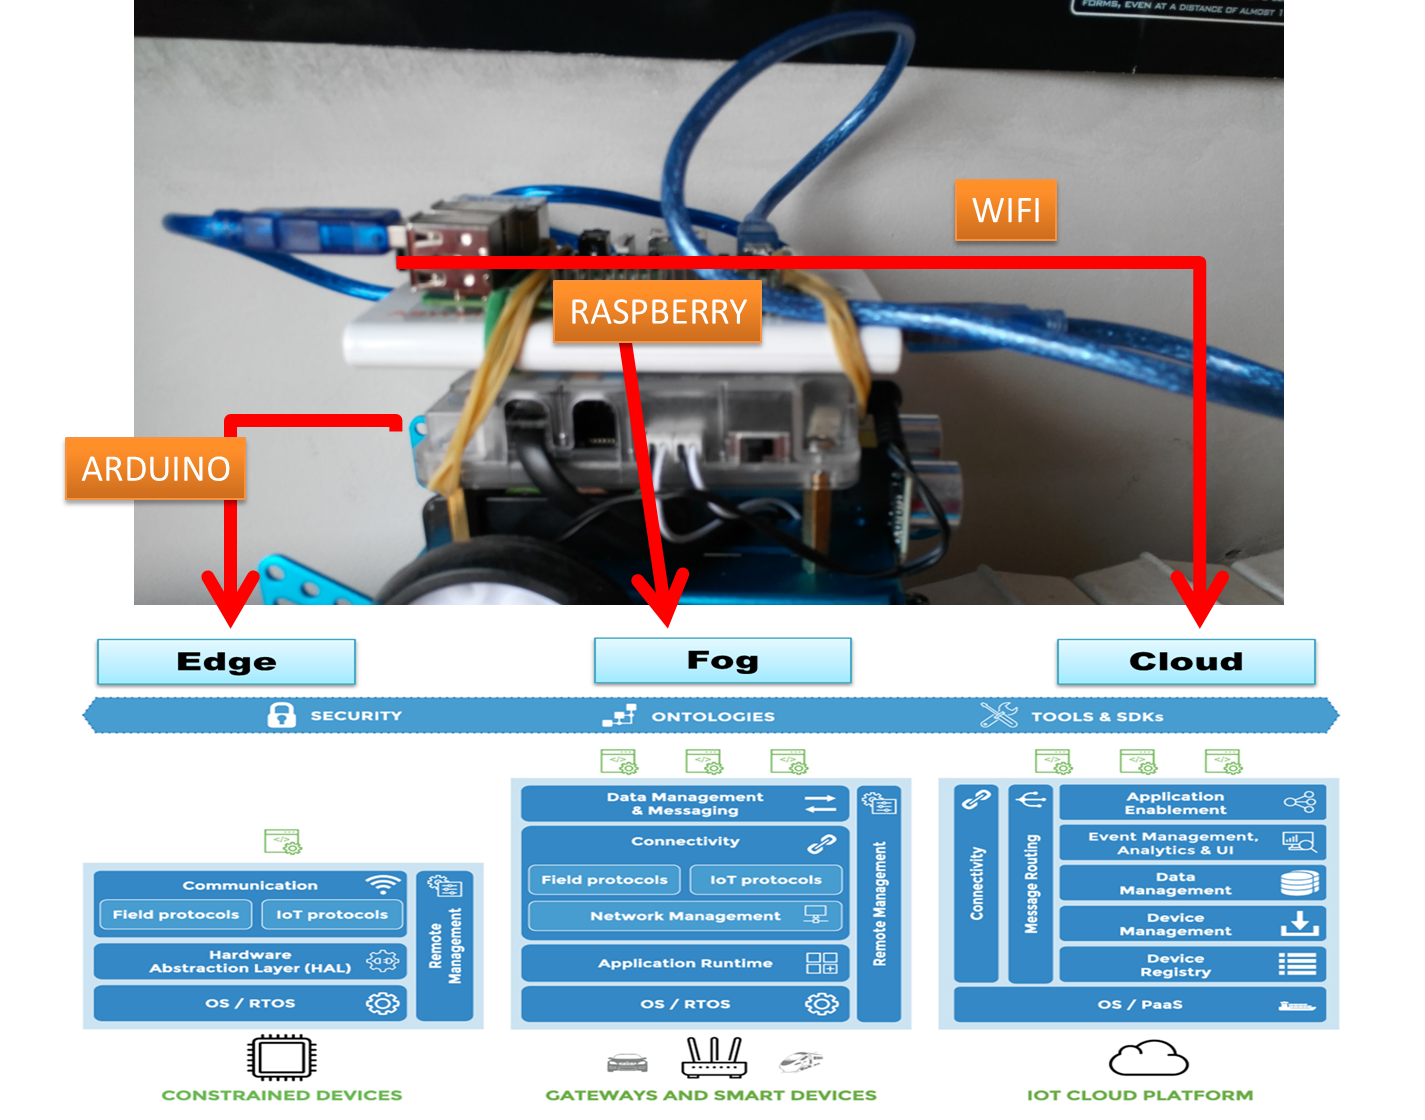 FORMS, EVEN AT A DISTANCE OF ALMOST 1
WIFI
RASPBERRY
ARDUINO
Edge
Fog
Cloud
SECURITY
ONTOLOGIES
TOOLS & SDKs
Communication
Field protocols
IoT protocols
Hardware
Abstraction Layer (HAL)
OS / RTOS
Remote
Management
CONSTRAINED DEVICES
Data Management
& Messaging
Connectivity
Field protocols
IoT protocols
Network Management
Application Runtime
OS / RTOS
Remote Management
GATEWAYS AND SMART DEVICES
Connectivity
Message Routing
Application
Enablement
Event Management,
Analytics & UI
Data
Management
Device
Management
Device
Registry
OS / PaaS
IOT CLOUD PLATFORM